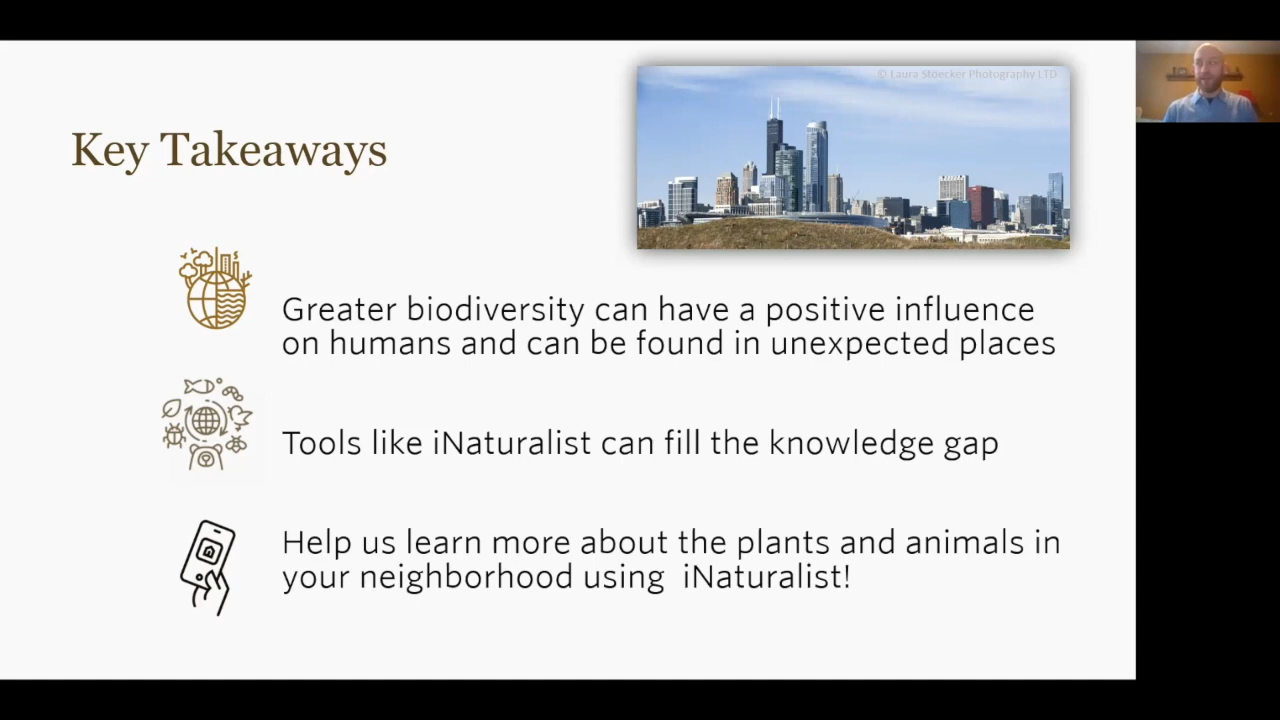 © Laura Stoecker Photography LTD
Key Takeaways
Greater biodiversity can have a positive influence
on humans and can be found in unexpected places
Tools like iNaturalist can fill the knowledge gap
Help us learn more about the plants and animals in
your neighborhood using iNaturalist!